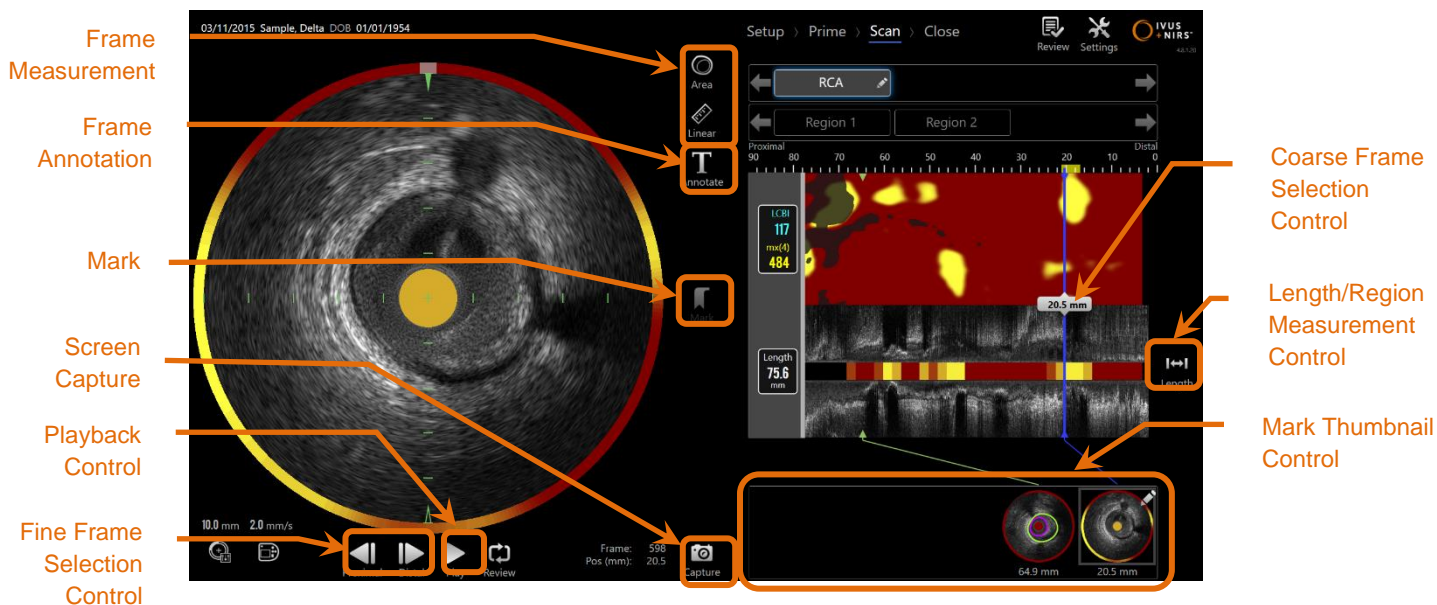 Frame
Measurement
Frame
Annotation
Mark
Screen
Capture
Playback
Control
Fine Frame
Selection
Control
03/11/2015 Sample, Delta DOB 01/01/1954
Area
Linear
nnotate
Mark
10.0 mm 2.0 mm/s
Play
Review
Frame: 598
Pos (mm): 20.5
Capture
Setup > Prime > Scan > Close
Review
Settings
IVUS
+NIRS
RCA
Region 1
Region 2
Proximal
Distal
90 80 70 60 50 40 30 20 10 0
LCBI
117
mx(4)
484
20.5 mm
Length
75.6
mm
Length
64.9 mm
20.5 mm
Coarse Frame
Selection
Control
Length/Region
Measurement
Control
Mark Thumbnail
Control